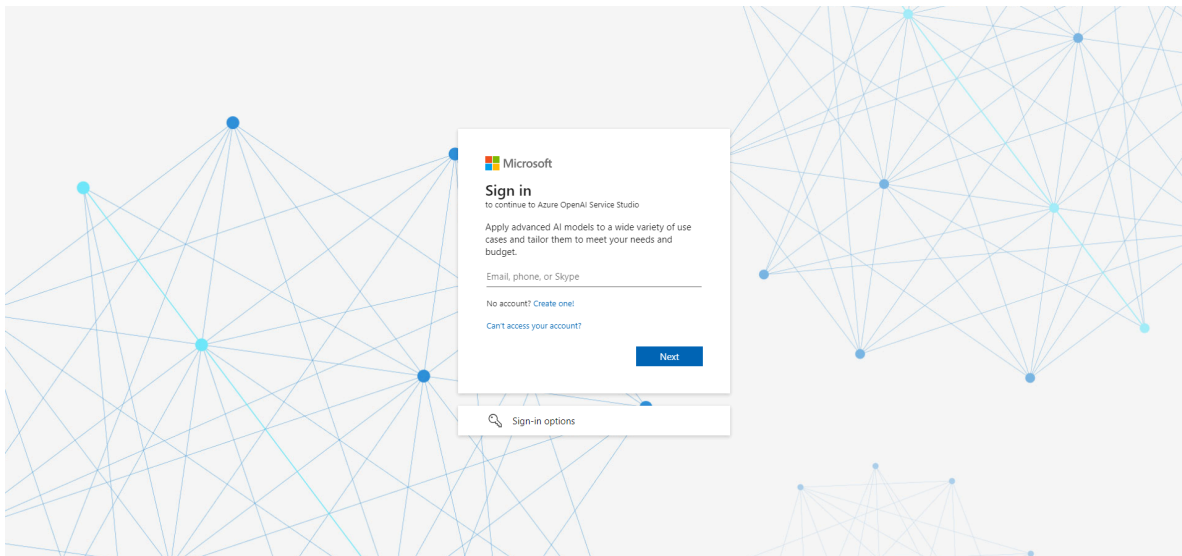 Microsoft
Sign in
to continue to Azure OpenAI Service Studio
Apply advanced AI models to a wide variety of use
cases and tailor them to meet your needs and
budget.
Email, phone, or Skype
No account? Create one!
Can't access your account?
Next
Sign-in options